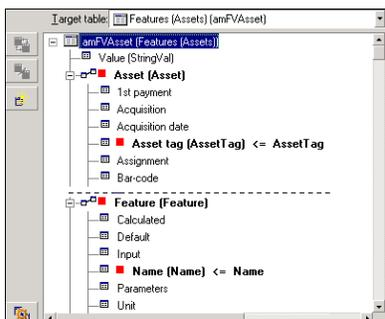 Target table: Features (Assets) (amFVAsset)
amFVAsset (Features (Assets))
Value (StringVal)
Asset (Asset)
1st payment
Acquisition
Acquisition date
Asset tag (AssetTag) <= AssetTag
Assignment
Bar-code
Feature (Feature)
Calculated
Default
Input
Name (Name) <= Name
Parameters
Unit